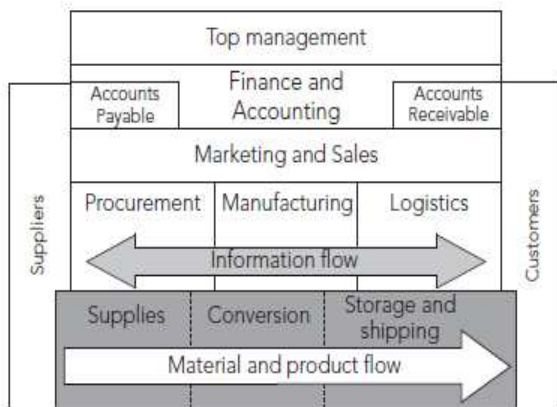 Top management
Finance and
Accounting
Accounts
Payable
Accounts
Receivable
Marketing and Sales
Procurement
Manufacturing
Logistics
Information flow
Supplies
Conversion
Storage and
shipping
Material and product flow
Suppliers
Customers